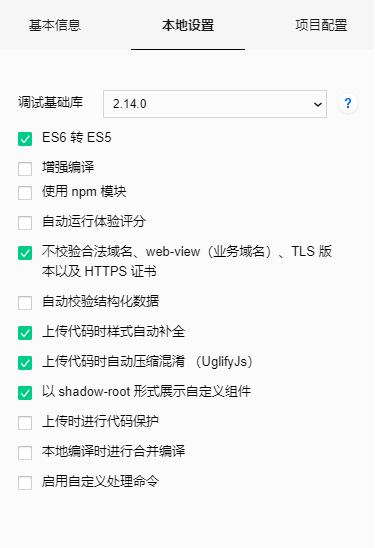 基本信息 本地设置 项目配置
调试基础库 2.14.0 ?
ES6 转 ES5
增强编译
使用 npm 模块
自动运行体验评分
不校验合法域名、web-view（业务域名）、TLS 版
本以及 HTTPS 证书
自动校验结构化数据
上传代码时样式自动补全
上传代码时自动压缩混淆 （UglifyJs）
以 shadow-root 形式展示自定义组件
上传时进行代码保护
本地编译时进行合并编译
启用自定义处理命令